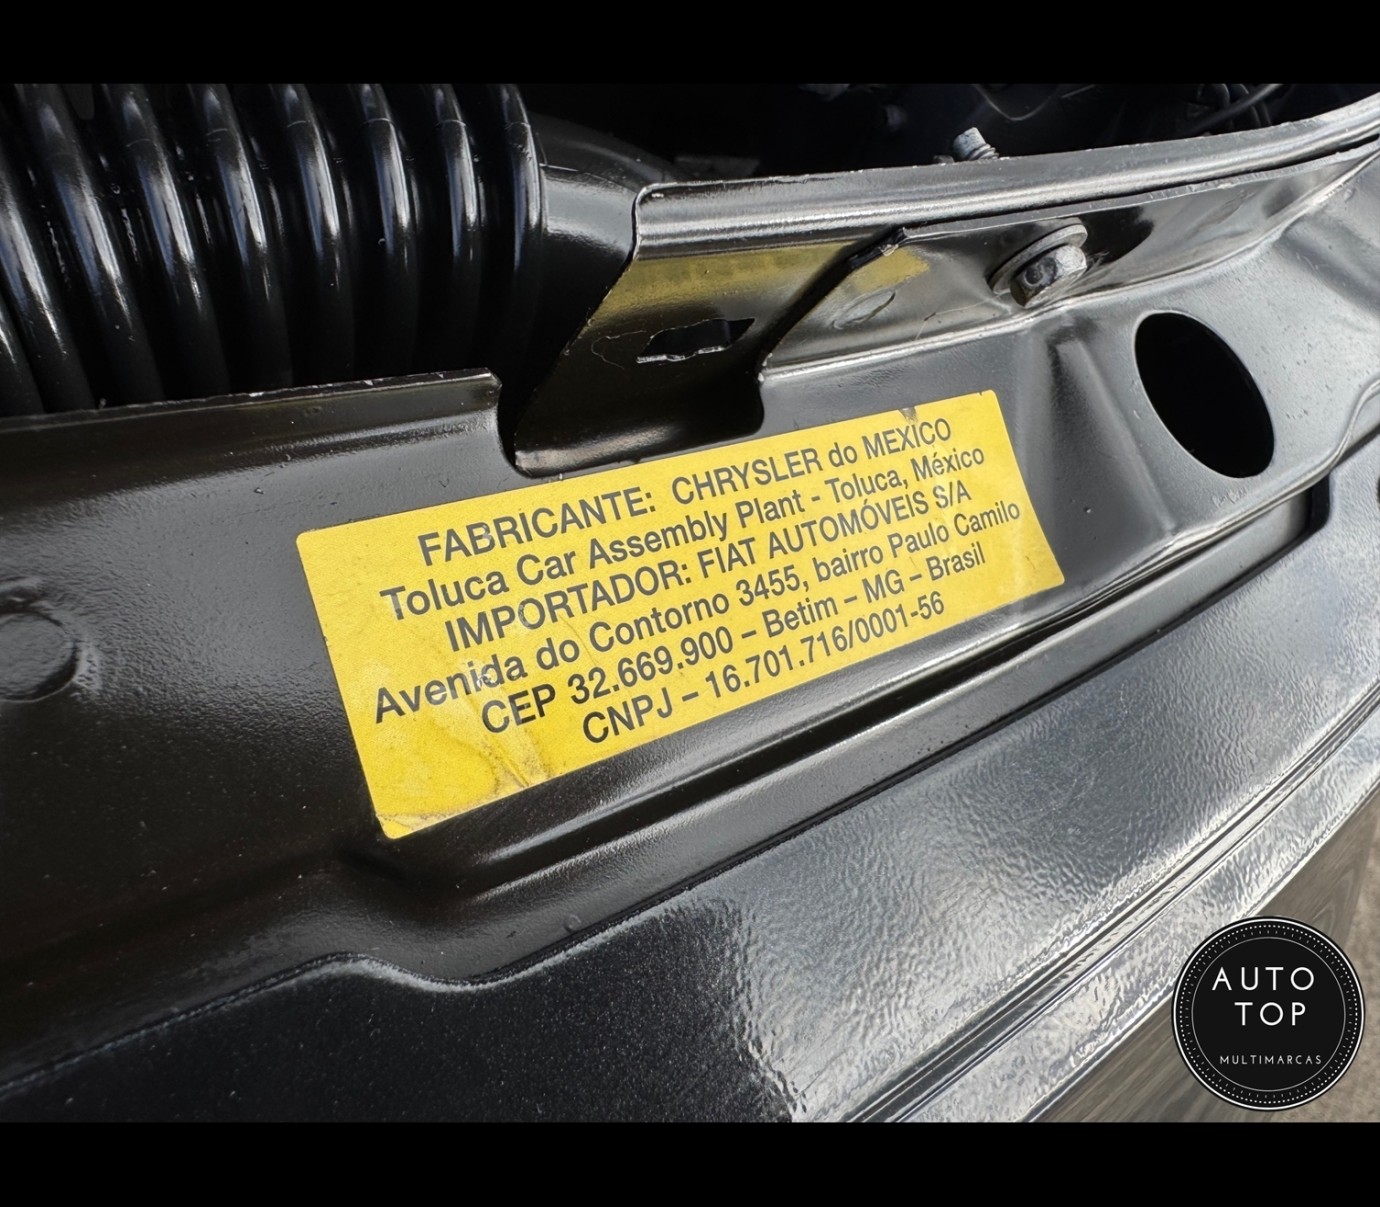 FABRICANTE: CHRYSLER do MEXICO
Toluca Car Assembly Plant - Toluca, México
IMPORTADOR: FIAT AUTOMÓVEIS S/A
Avenida do Contorno 3455, bairro Paulo Camilo
CEP 32.669.900 – Betim – MG – Brasil
CNPJ – 16.701.716/0001-56
AUTO
TOP
MULTIMARCAS